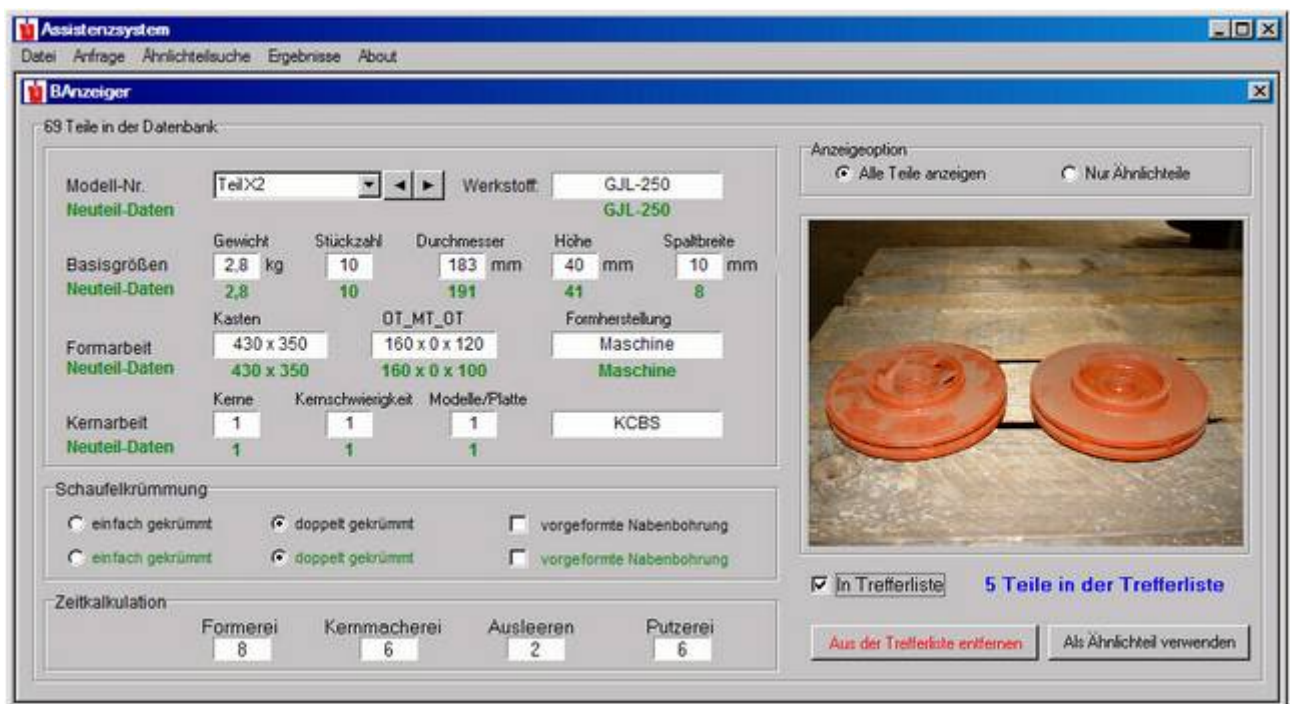 Assistenzsystem
Datei Anfrage Ähnlichteilsuche Ergebnisse About
BAnzeiger
69 Teile in der Datenbank
Modell-Nr. TeilX2 Werkstoff: GJL-250
Neuteil-Daten GJL-250
Gewicht Stückzahl Durchmesser Höhe Spaltbreite
Basisgrößen 2,8 kg 10 183 mm 40 mm 10 mm
Neuteil-Daten 2,8 10 191 41 8
Kasten OT_MT_OT Formherstellung
Formarbeit 430 x 350 160 x 0 x 120 Maschine
Neuteil-Daten 430 x 350 160 x 0 x 100 Maschine
Kerne Kernschwierigkeit Modelle/Platte
Kernarbeit 1 1 1 KCBS
Neuteil-Daten 1 1 1
Schaufelkrümmung
einfach gekrümmt doppelt gekrümmt vorgeformte Nabenbohrung
einfach gekrümmt doppelt gekrümmt vorgeformte Nabenbohrung
Zeitkalkulation
Formerei Kernmacherei Ausleeren Putzerei
8 6 2 6
Anzeigeoption
Alle Teile anzeigen Nur Ähnlichteile
In Trefferliste 5 Teile in der Trefferliste
Aus der Trefferliste entfernen Als Ähnlichteil verwenden